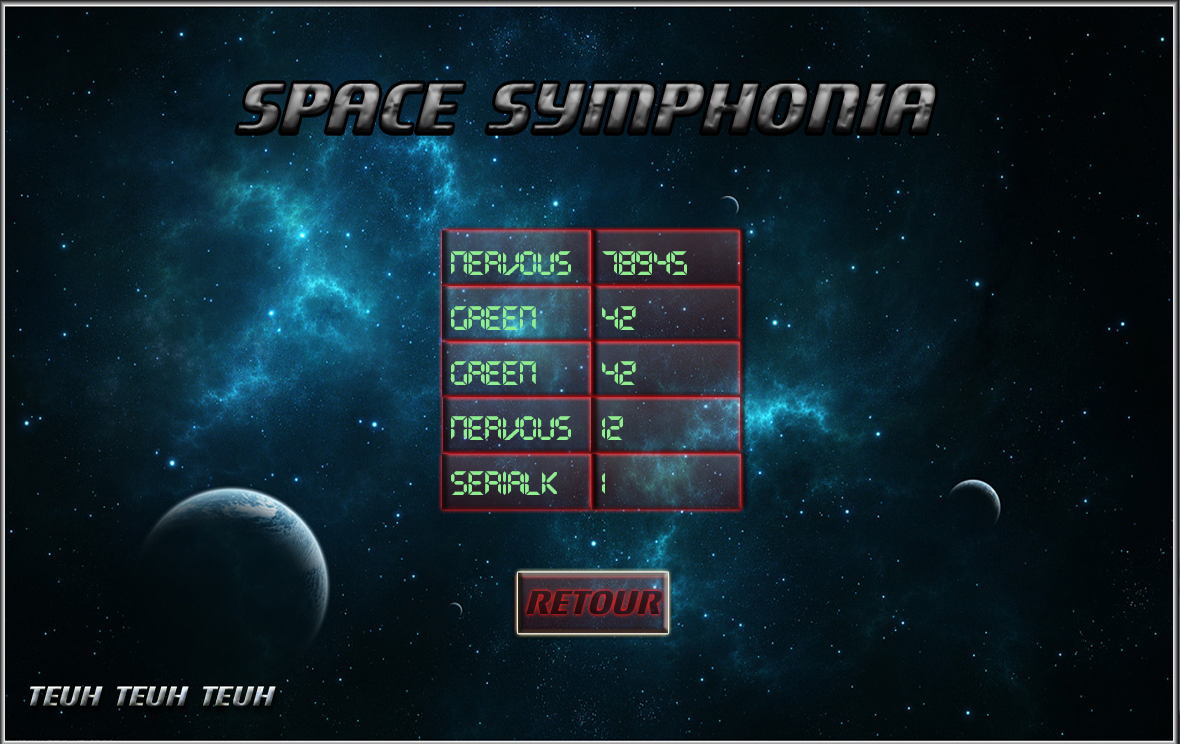 SPACE SYMPHONIA
NERVOUS 78945
GREEN 42
GREEN 42
NERVOUS 12
SERIALK 1
RETOUR
TEUH TEUH TEUH